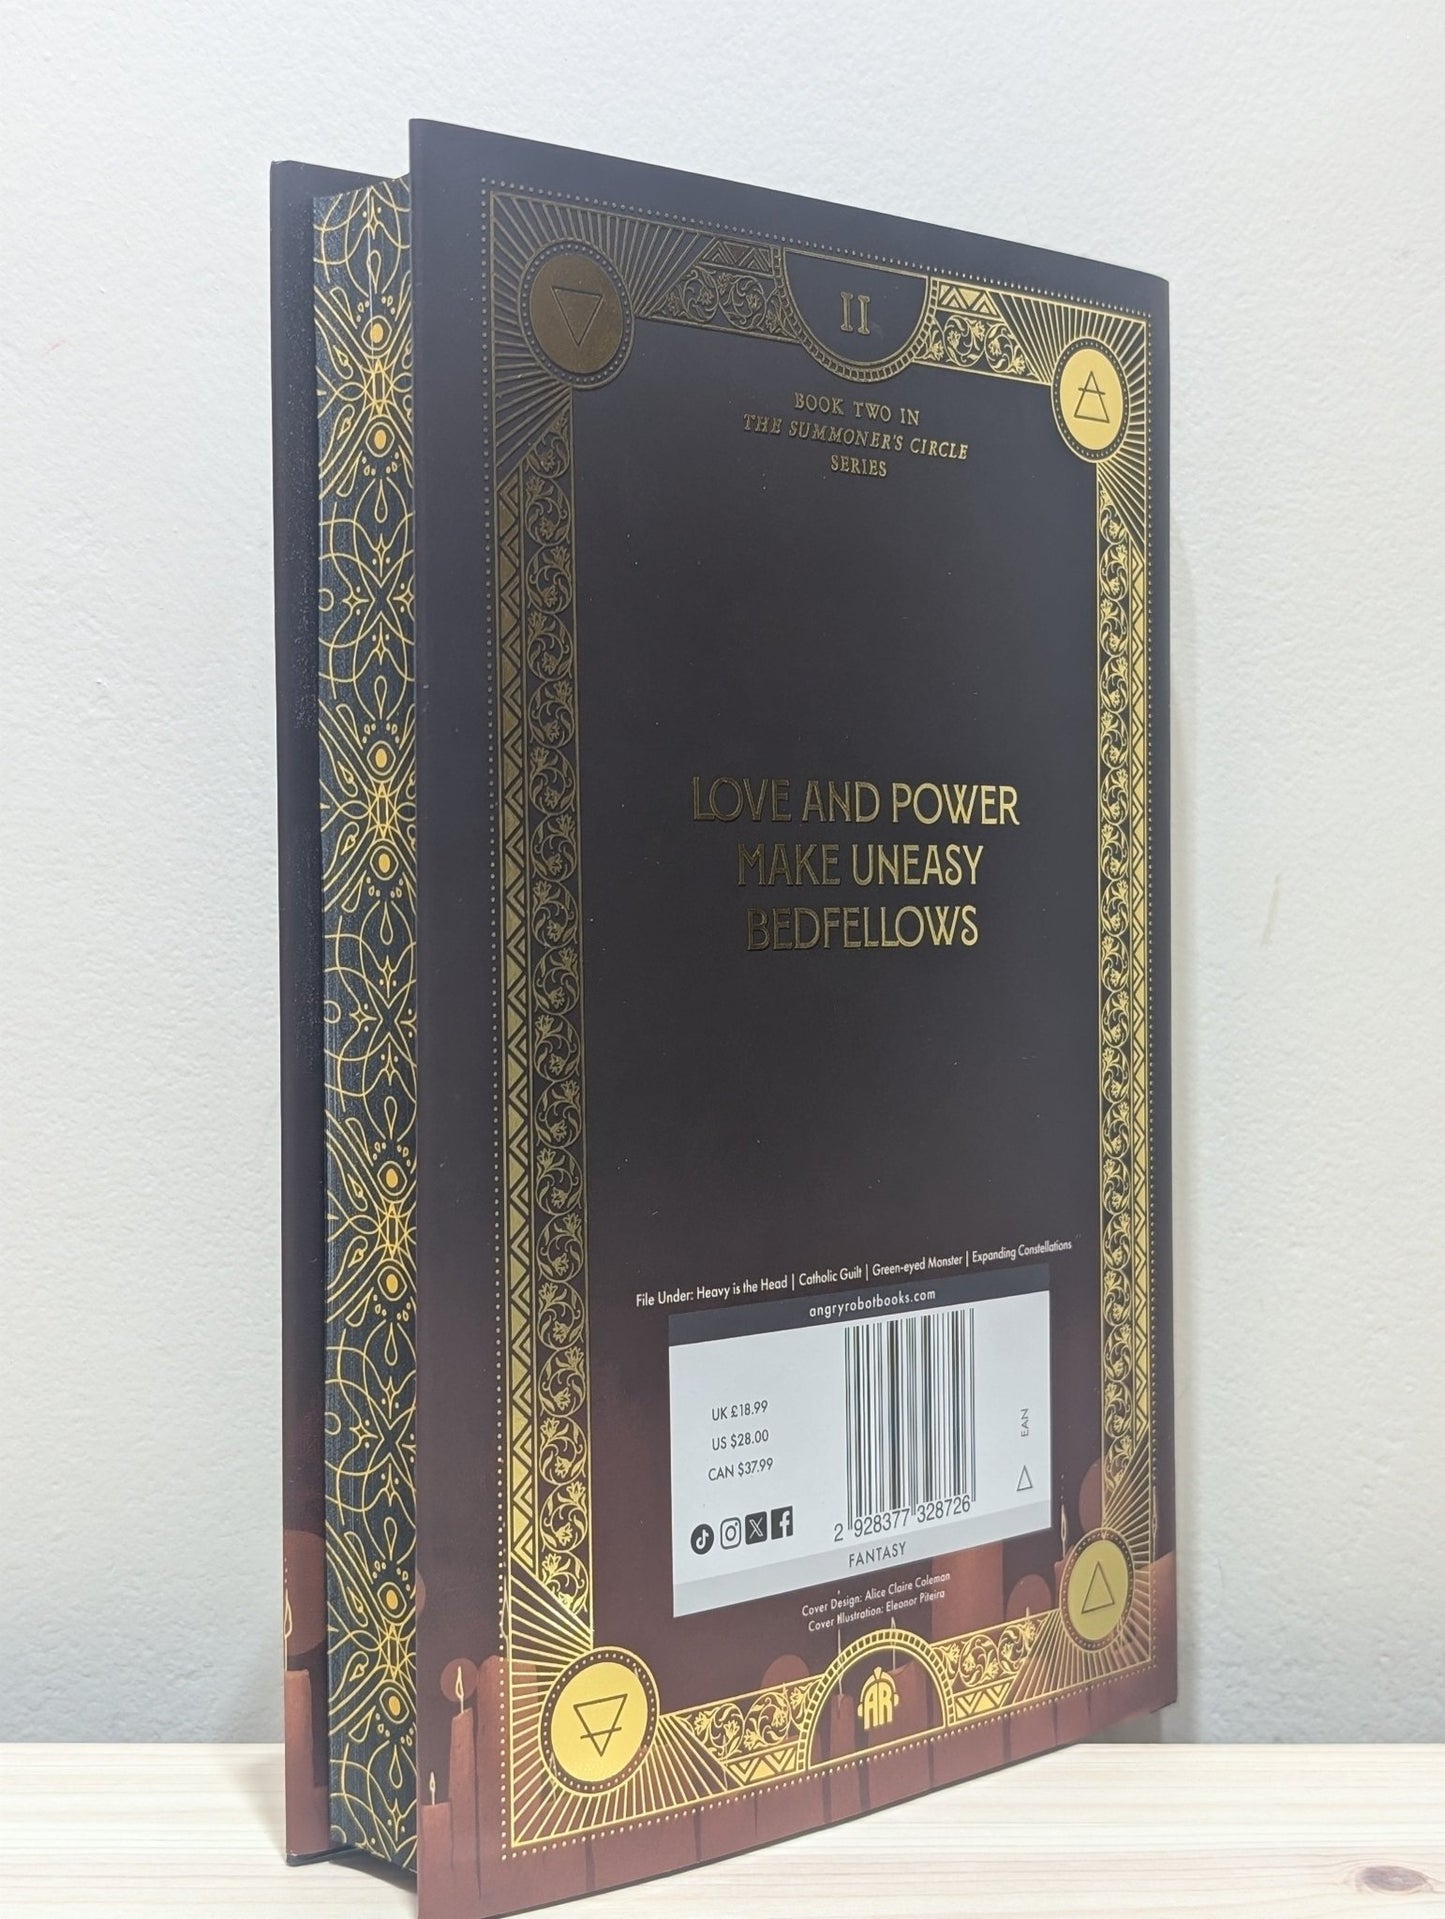 II
BOOK TWO IN
THE SUMMONER'S CIRCLE
SERIES
LOVE AND POWER
MAKE UNEASY
BEDFELLOWS
File Under: Heavy is the Head | Catholic Guilt | Green-eyed Monster | Expanding Constellations
angryrobotbooks.com
UK £18.99
US $28.00
CAN $37.99
EAN
2 928377 328726
FANTASY
Cover Design: Alice Claire Coleman
Cover Illustration: Eleonor Piteira
AR